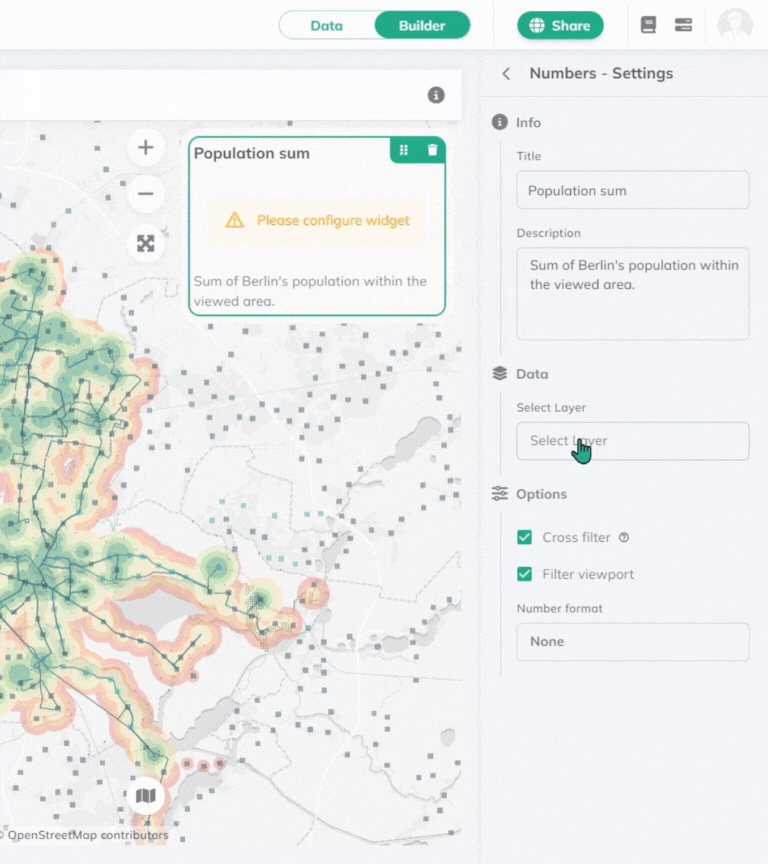 Data
Builder
Share
Numbers - Settings
Info
Title
Population sum
Description
Sum of Berlin's population within
the viewed area.
Data
Select Layer
Select Layer
Options
Cross filter
Filter viewport
Number format
None
Population sum
Please configure widget
Sum of Berlin's population within the
viewed area.
© OpenStreetMap contributors